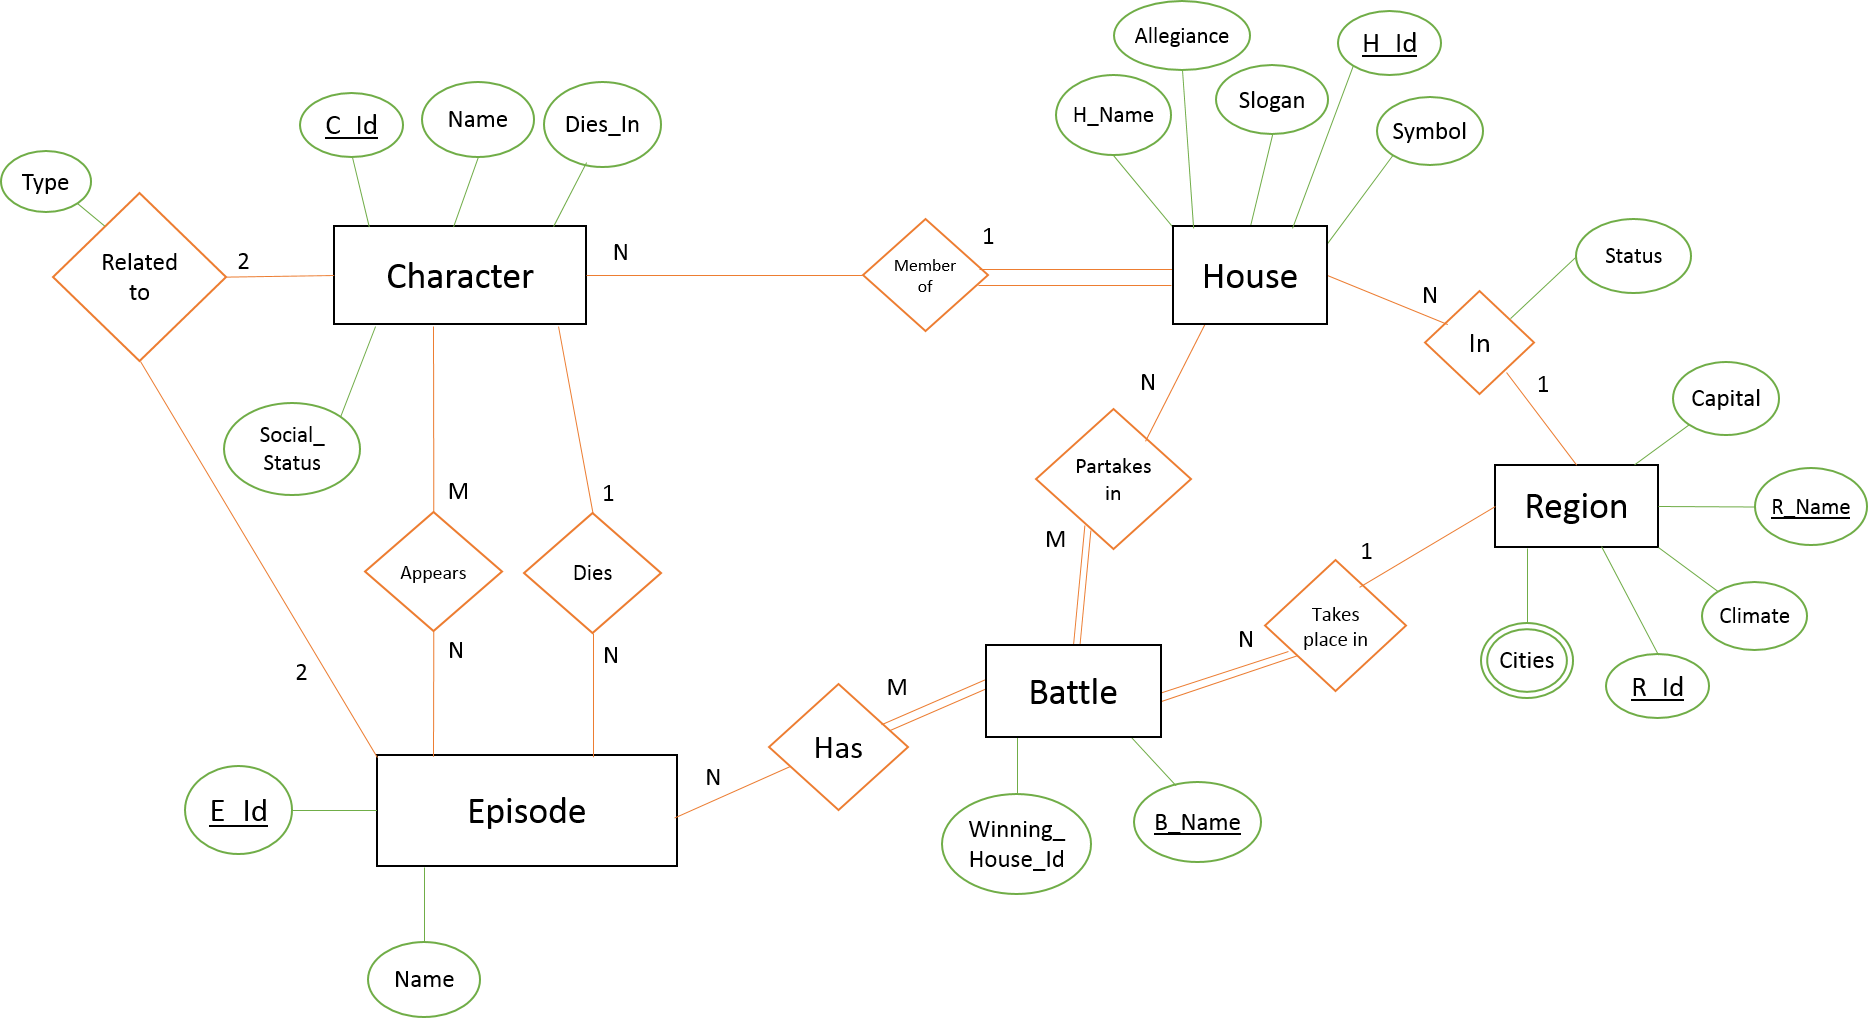 Allegiance
H_Id
H_Name
Slogan
Symbol
C_Id
Name
Dies_In
Type
Related
to
2
Character
N
Member
of
1
House
Status
N
In
1
Social_
Status
N
Partakes
in
M
Capital
Region
R_Name
M
Appears
N
1
Dies
N
1
Takes
place in
N
Climate
Cities
R_Id
2
Battle
M
Has
N
E_Id
Episode
Winning_
House_Id
B_Name
Name